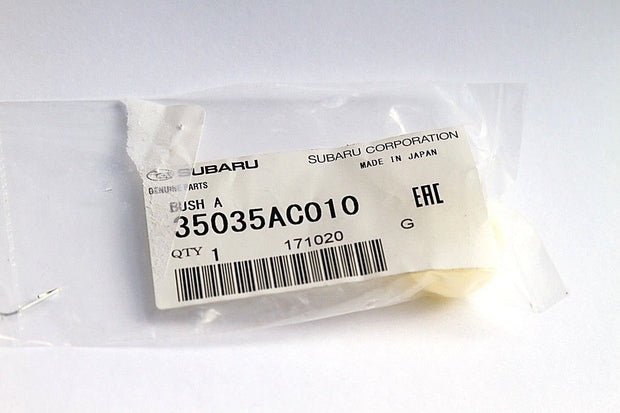 SUBARU
SUBARU CORPORATION
GENUINE PARTS
MADE IN JAPAN
BUSH A
35035AC010
EAC
QTY 1
171020
G